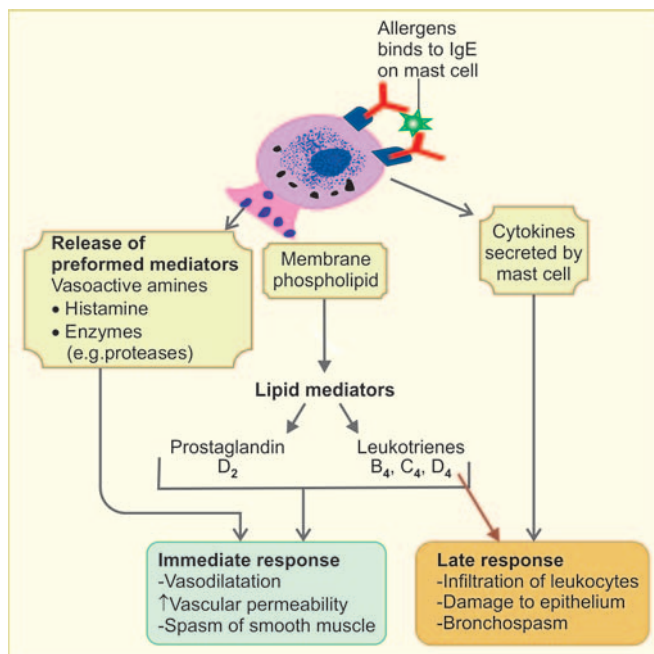 Allergens
binds to IgE
on mast cell
Release of
preformed mediators
Vasoactive amines
• Histamine
• Enzymes
(e.g.proteases)
Membrane
phospholipid
Cytokines
secreted by
mast cell
Lipid mediators
Prostaglandin
D₂
Leukotrienes
B₄, C₄, D₄
Immediate response
-Vasodilatation
↑Vascular permeability
-Spasm of smooth muscle
Late response
-Infiltration of leukocytes
-Damage to epithelium
-Bronchospasm